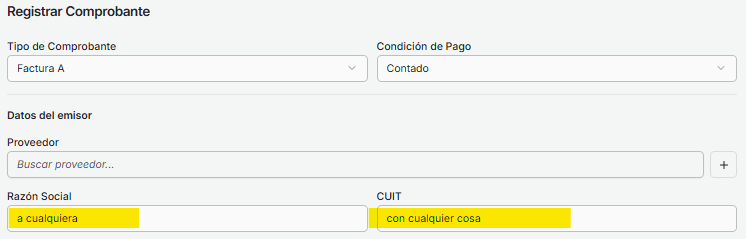 Registrar Comprobante
Tipo de Comprobante Condición de Pago
Factura A Contado
Datos del emisor
Proveedor
Buscar proveedor...
Razón Social CUIT
a cualquiera con cualquier cosa